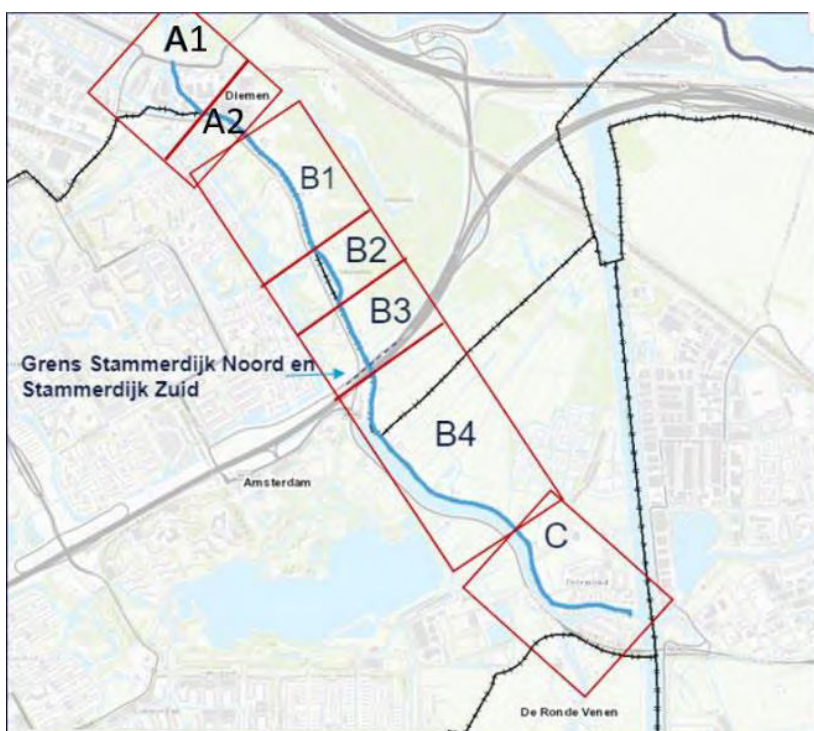 A1
Diemen
A2
B1
B2
B3
Grens Stammerdijk Noord en
Stammerdijk Zuid
B4
Amsterdam
C
De Ronde Venen